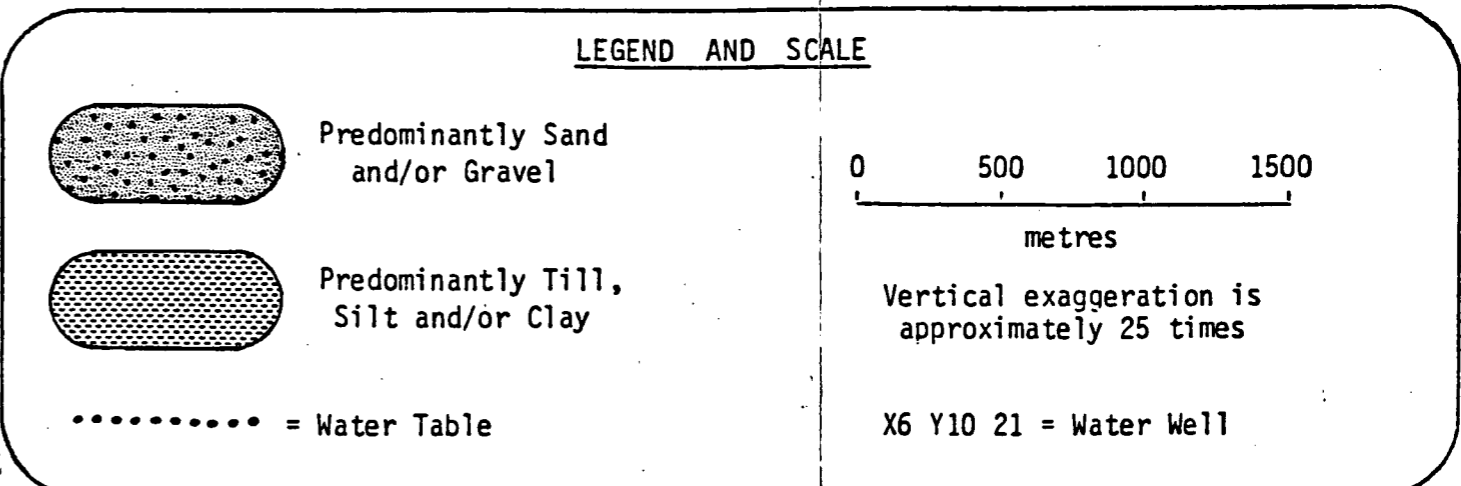 LEGEND AND SCALE
Predominantly Sand
and/or Gravel
Predominantly Till,
Silt and/or Clay
= Water Table
0 500 1000 1500
metres
Vertical exaggeration is
approximately 25 times
X6 Y10 21 = Water Well